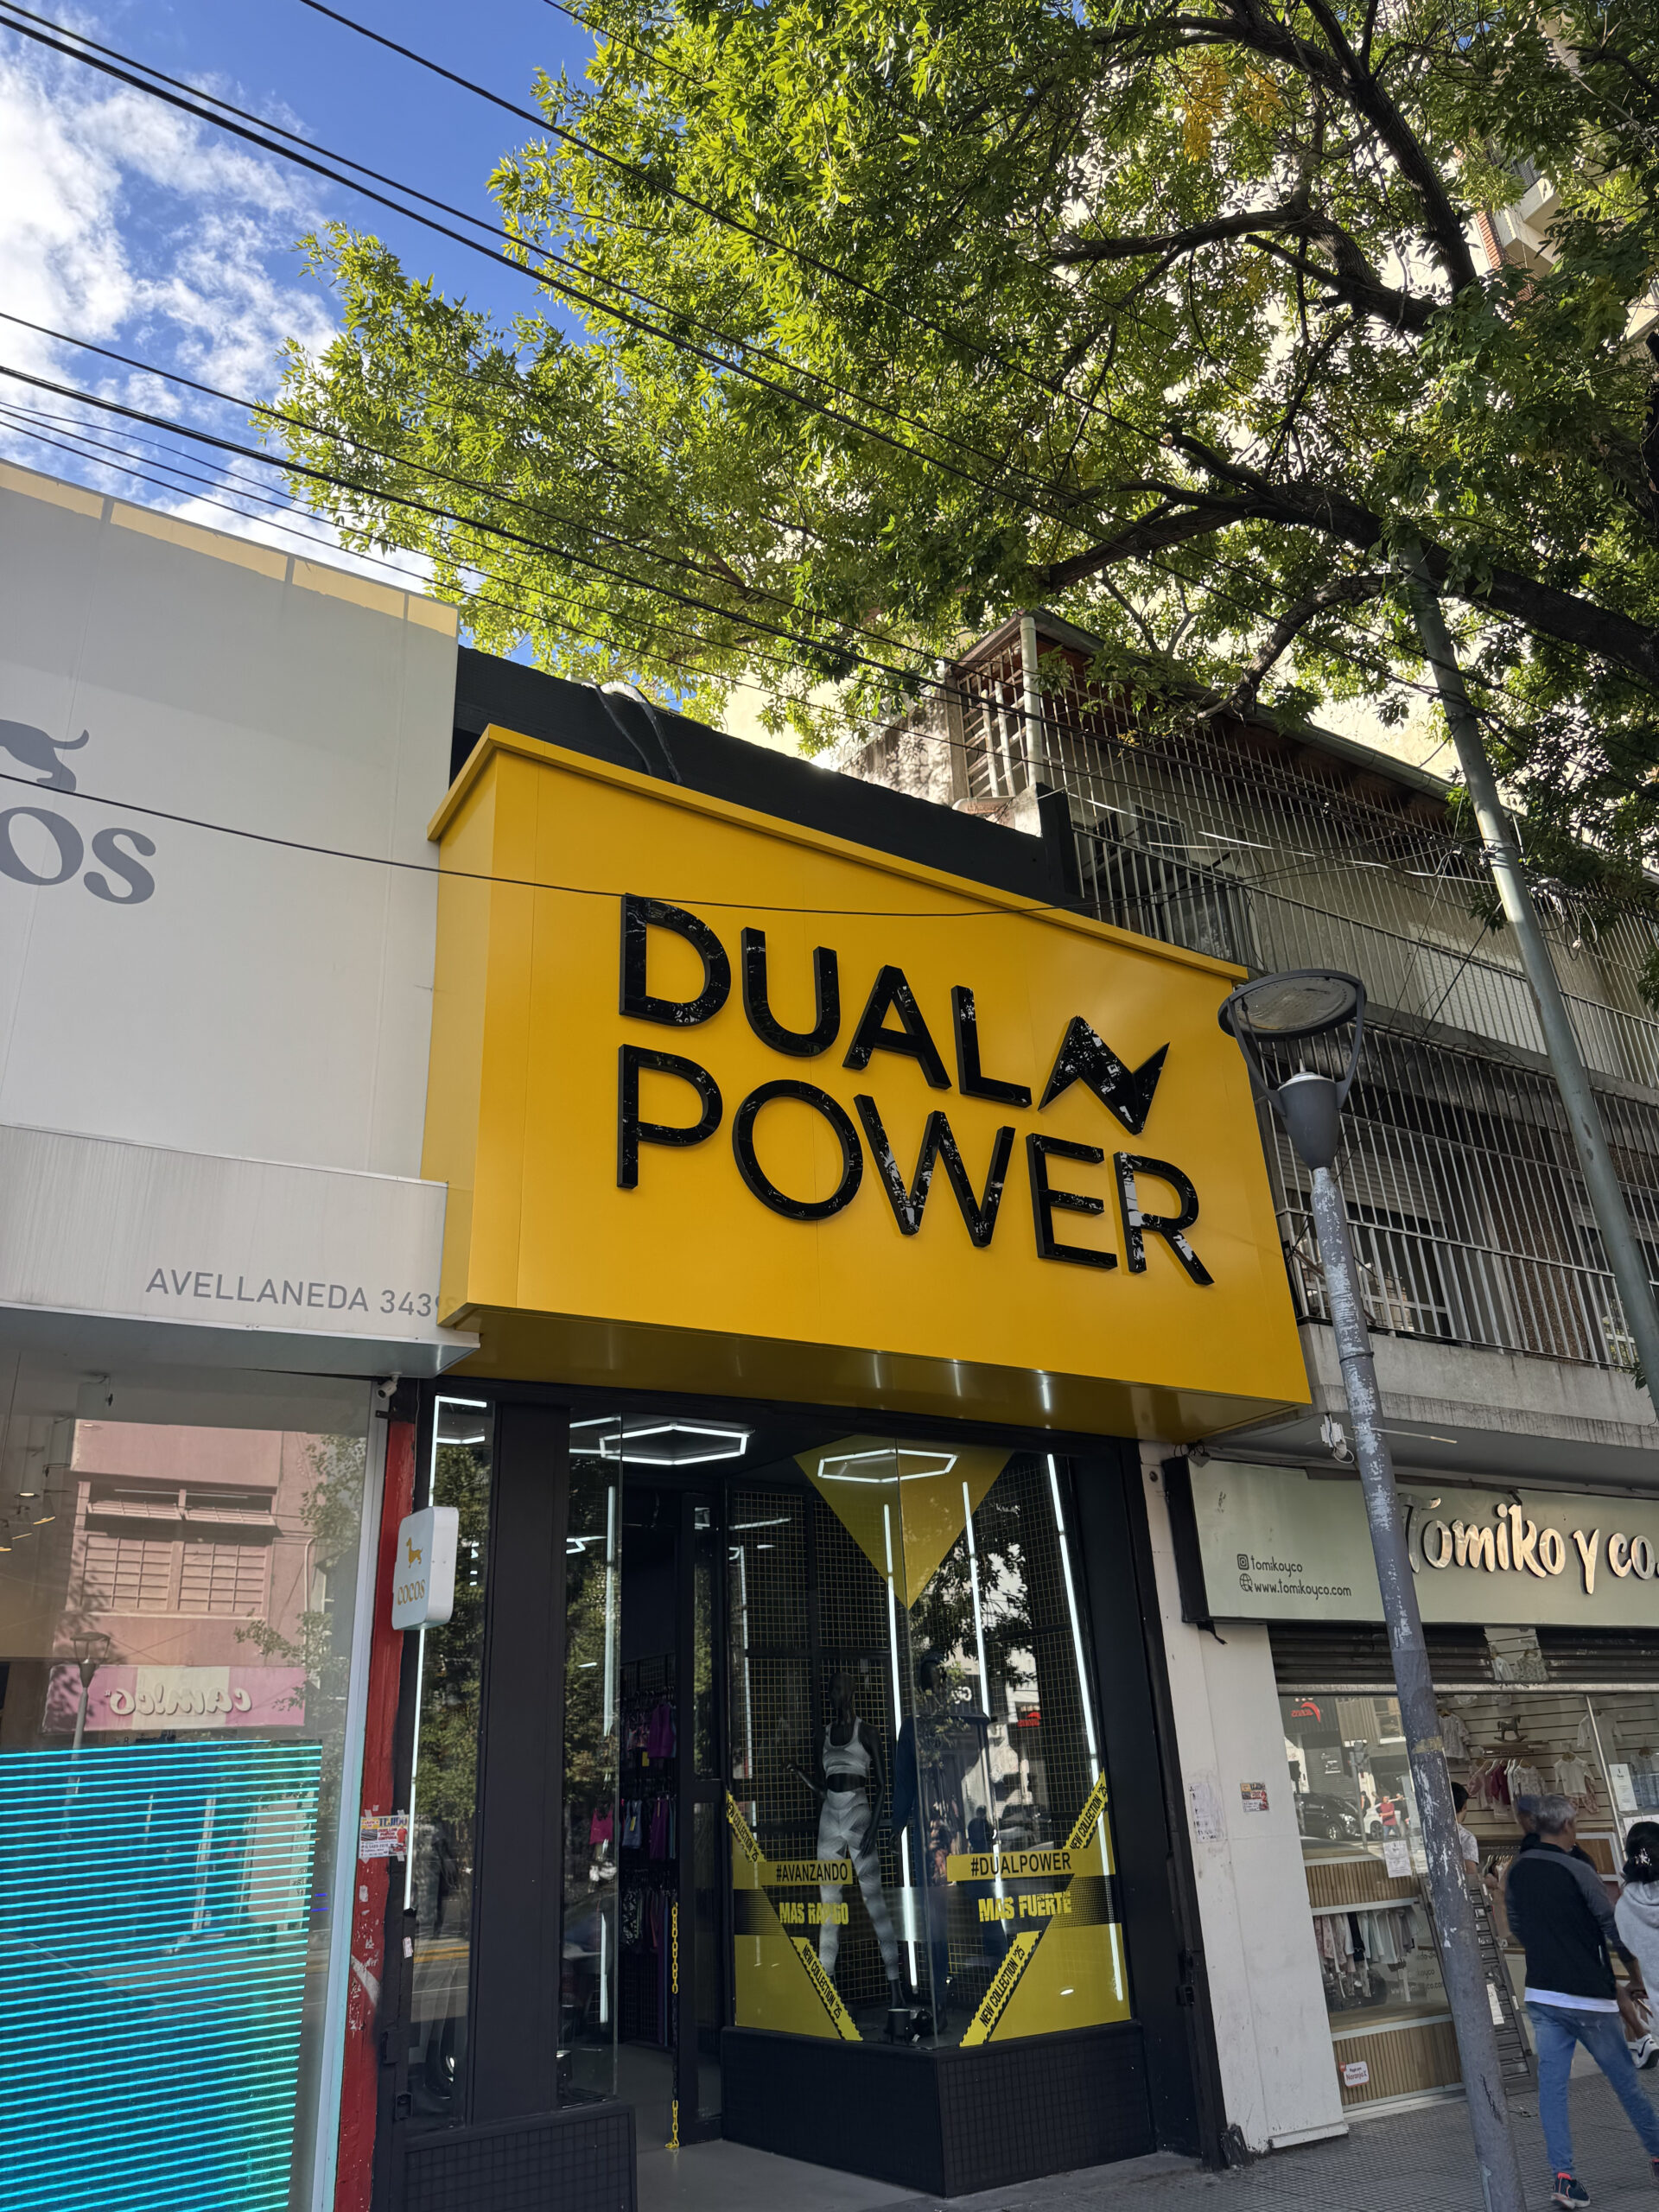 DUAL
POWER
AVELLANEDA 343
COCOS
Tomiko y co
tomikoyco
www.tomikoyco.com
#AVANZANDO
#DUALPOWER
MAS RAPIDO
MAS FUERTE
NEW COLLECTION '25
NEW COLLECTION '25
NEW COLLECTION '25